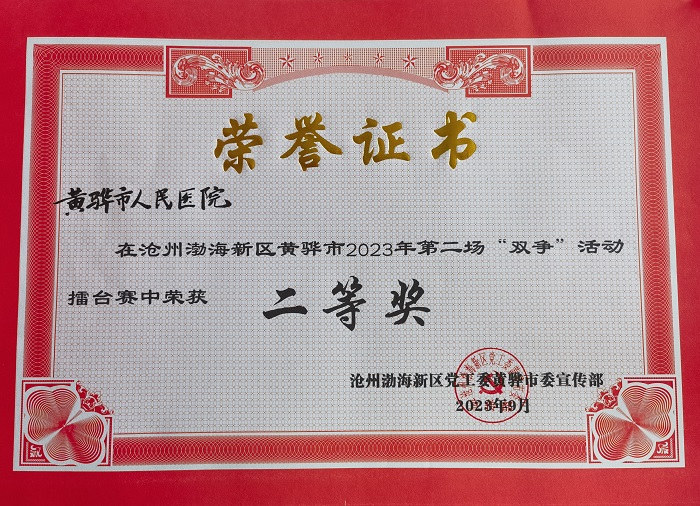 荣誉证书
黄骅市人民医院
在沧州渤海新区黄骅市2023年第二场“双争”活动
擂台赛中荣获 二等奖
沧州渤海新区党工委黄骅市委宣传部
2023年9月